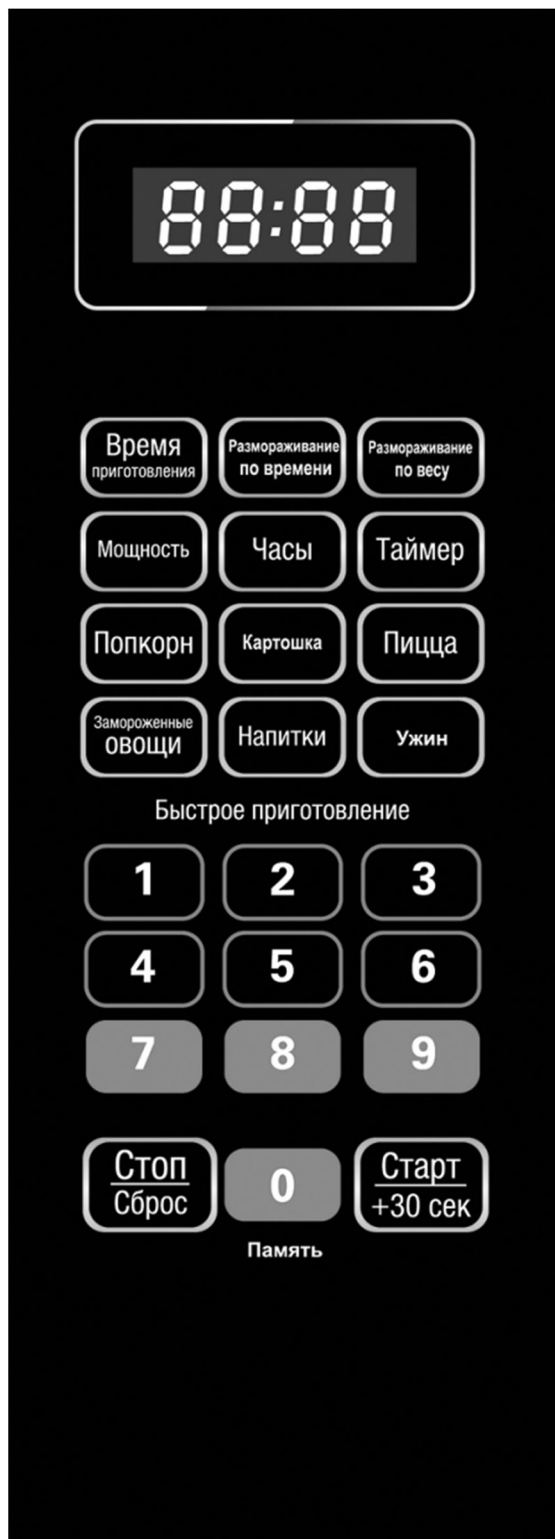 88:88
Время
приготовления
Размораживание
по времени
Размораживание
по весу
Мощность
Часы
Таймер
Попкорн
Картошка
Пицца
Замороженные
ОВОЩИ
Напитки
Ужин
Быстрое приготовление
1
2
3
4
5
6
7
8
9
Стоп
Сброс
0
Старт
+30 сек
Память